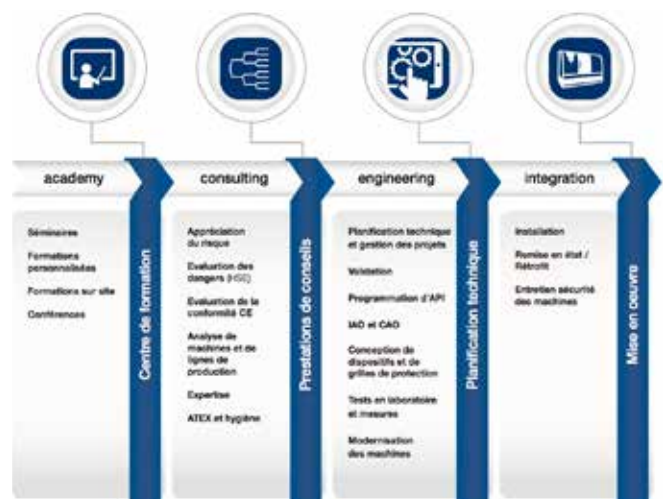 academy
Séminaires
Formations
personnalisées
Formations sur site
Conférences
Centre de formation
consulting
Appréciation
du risque
Evaluation des
dangers (HSE)
Evaluation de la
conformité CE
Analyse de
machines et de
lignes de
production
Expertise
ATEX et hygiène
Prestations de conseils
engineering
Planification technique
et gestion des projets
Validation
Programmation d'API
IAO et CAO
Conception de
dispositifs et de
grilles de protection
Tests en laboratoire
et mesures
Modernisation
des machines
Planification technique
integration
Installation
Remise en état /
Rétrofit
Entretien sécurité
des machines
Mise en oeuvre